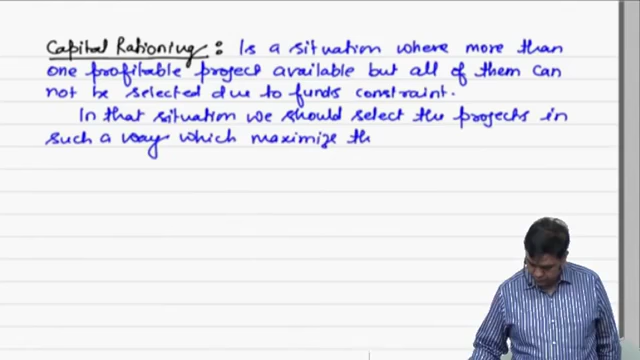 Capital Rationing : Is a situation where more than
one profitable project available but all of them can
not be selected due to funds constraint.
In that situation we should select the projects in
such a way which maximize th